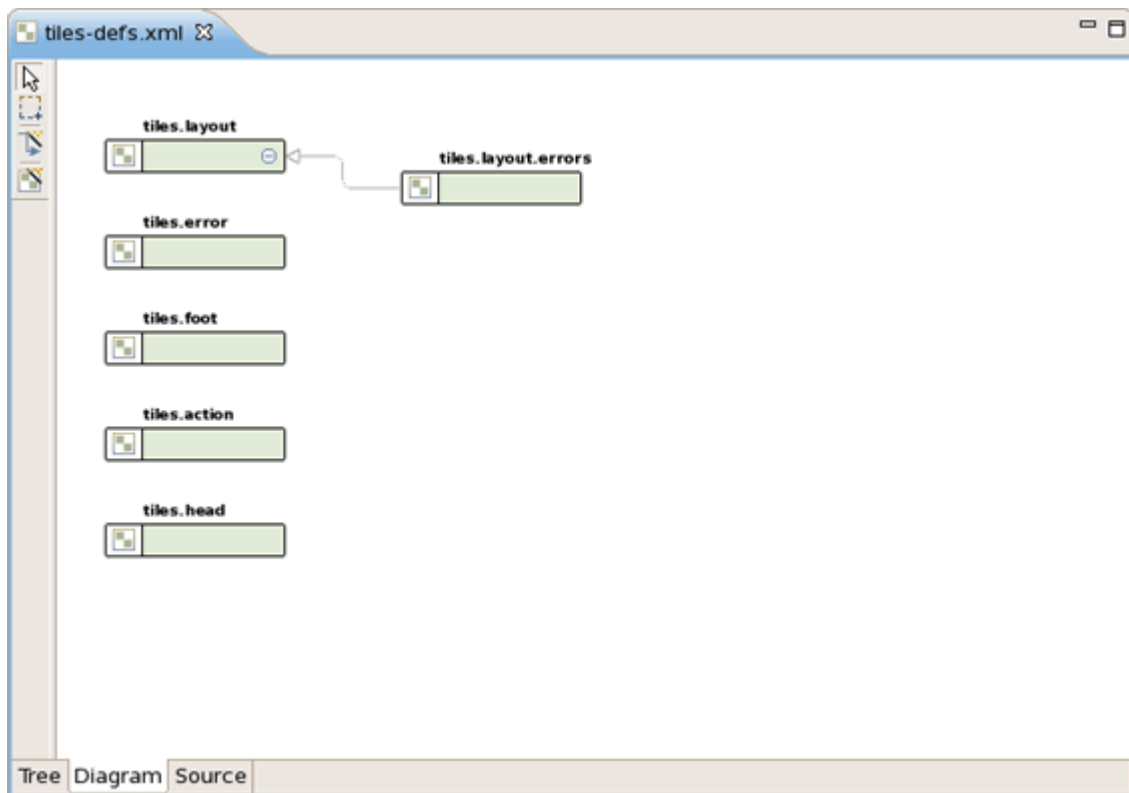 tiles-defs.xml
tiles.layout
tiles.layout.errors
tiles.error
tiles.foot
tiles.action
tiles.head
Tree Diagram Source